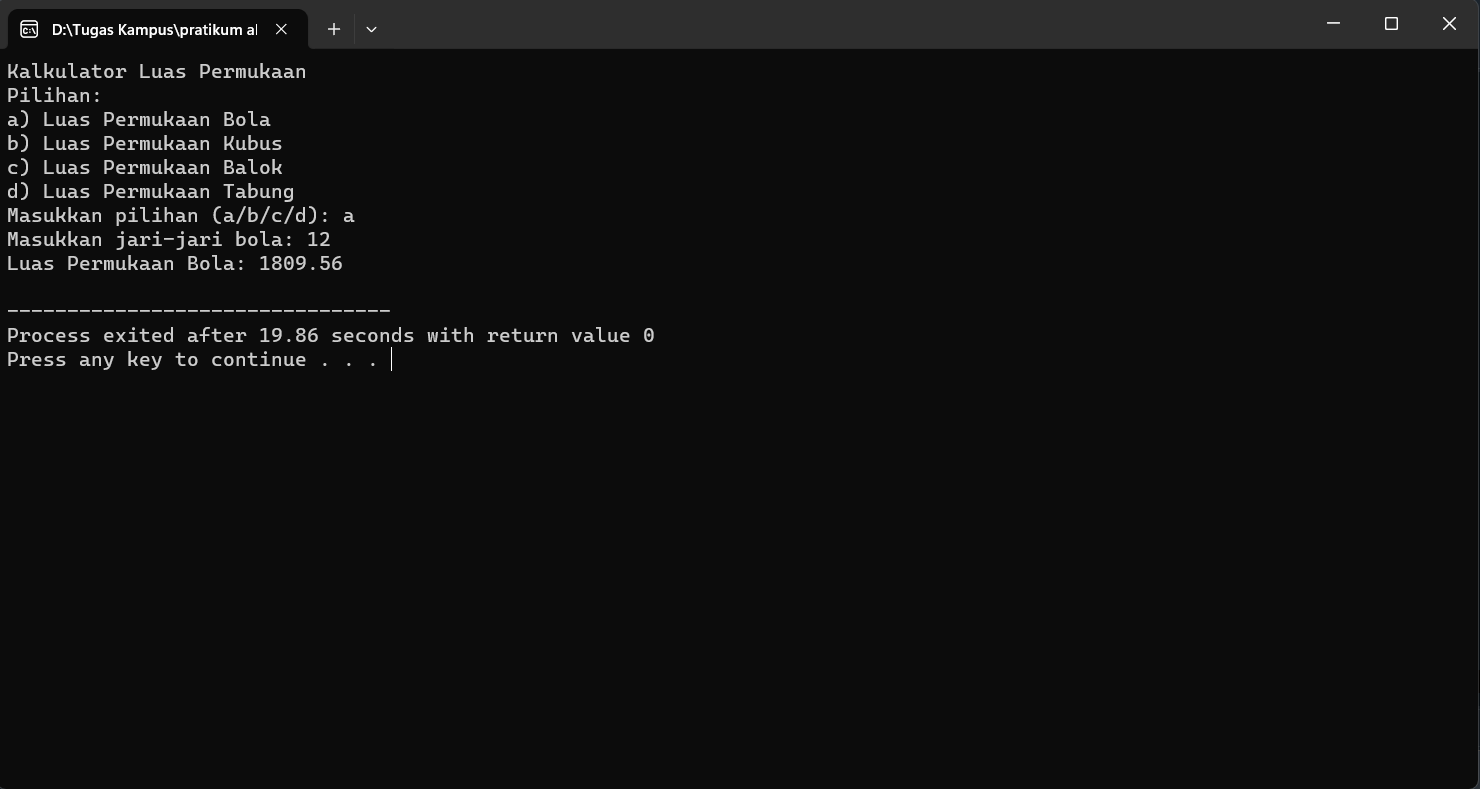 D:\Tugas Kampus\pratikum al
Kalkulator Luas Permukaan
Pilihan:
a) Luas Permukaan Bola
b) Luas Permukaan Kubus
c) Luas Permukaan Balok
d) Luas Permukaan Tabung
Masukkan pilihan (a/b/c/d): a
Masukkan jari-jari bola: 12
Luas Permukaan Bola: 1809.56
--------------------------------
Process exited after 19.86 seconds with return value 0
Press any key to continue . . .